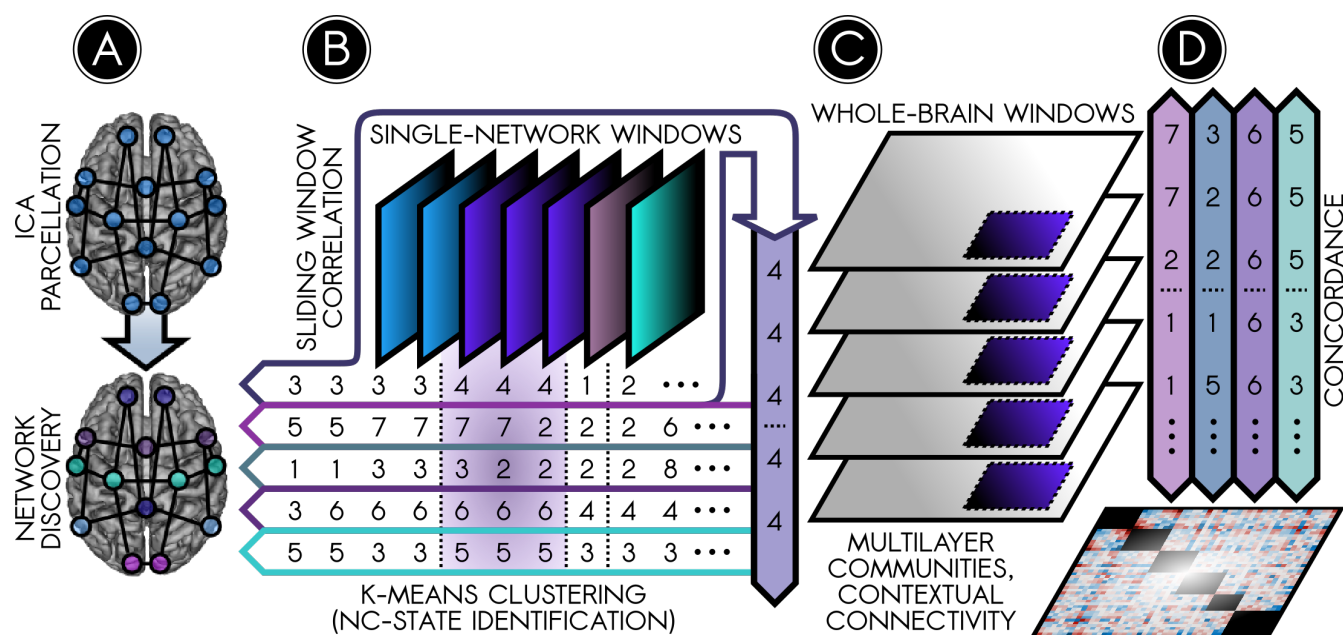 A
B
C
D
ICA
PARCELLATION
NETWORK
DISCOVERY
SLIDING WINDOW
CORRELATION
SINGLE-NETWORK WINDOWS
3 3 3 3 4 4 4 1 2 •••
5 5 7 7 7 7 2 2 2 6 •••
1 1 3 3 3 2 2 2 2 8 •••
3 6 6 6 6 6 6 4 4 4 •••
5 5 3 3 5 5 5 3 3 3 •••
K-MEANS CLUSTERING
(NC-STATE IDENTIFICATION)
4
4
4
4
4
WHOLE-BRAIN WINDOWS
MULTILAYER
COMMUNITIES,
CONTEXTUAL
CONNECTIVITY
7 3 6 5
7 2 6 5
2 2 6 5
1 1 6 3
1 5 6 3
CONCORDANCE